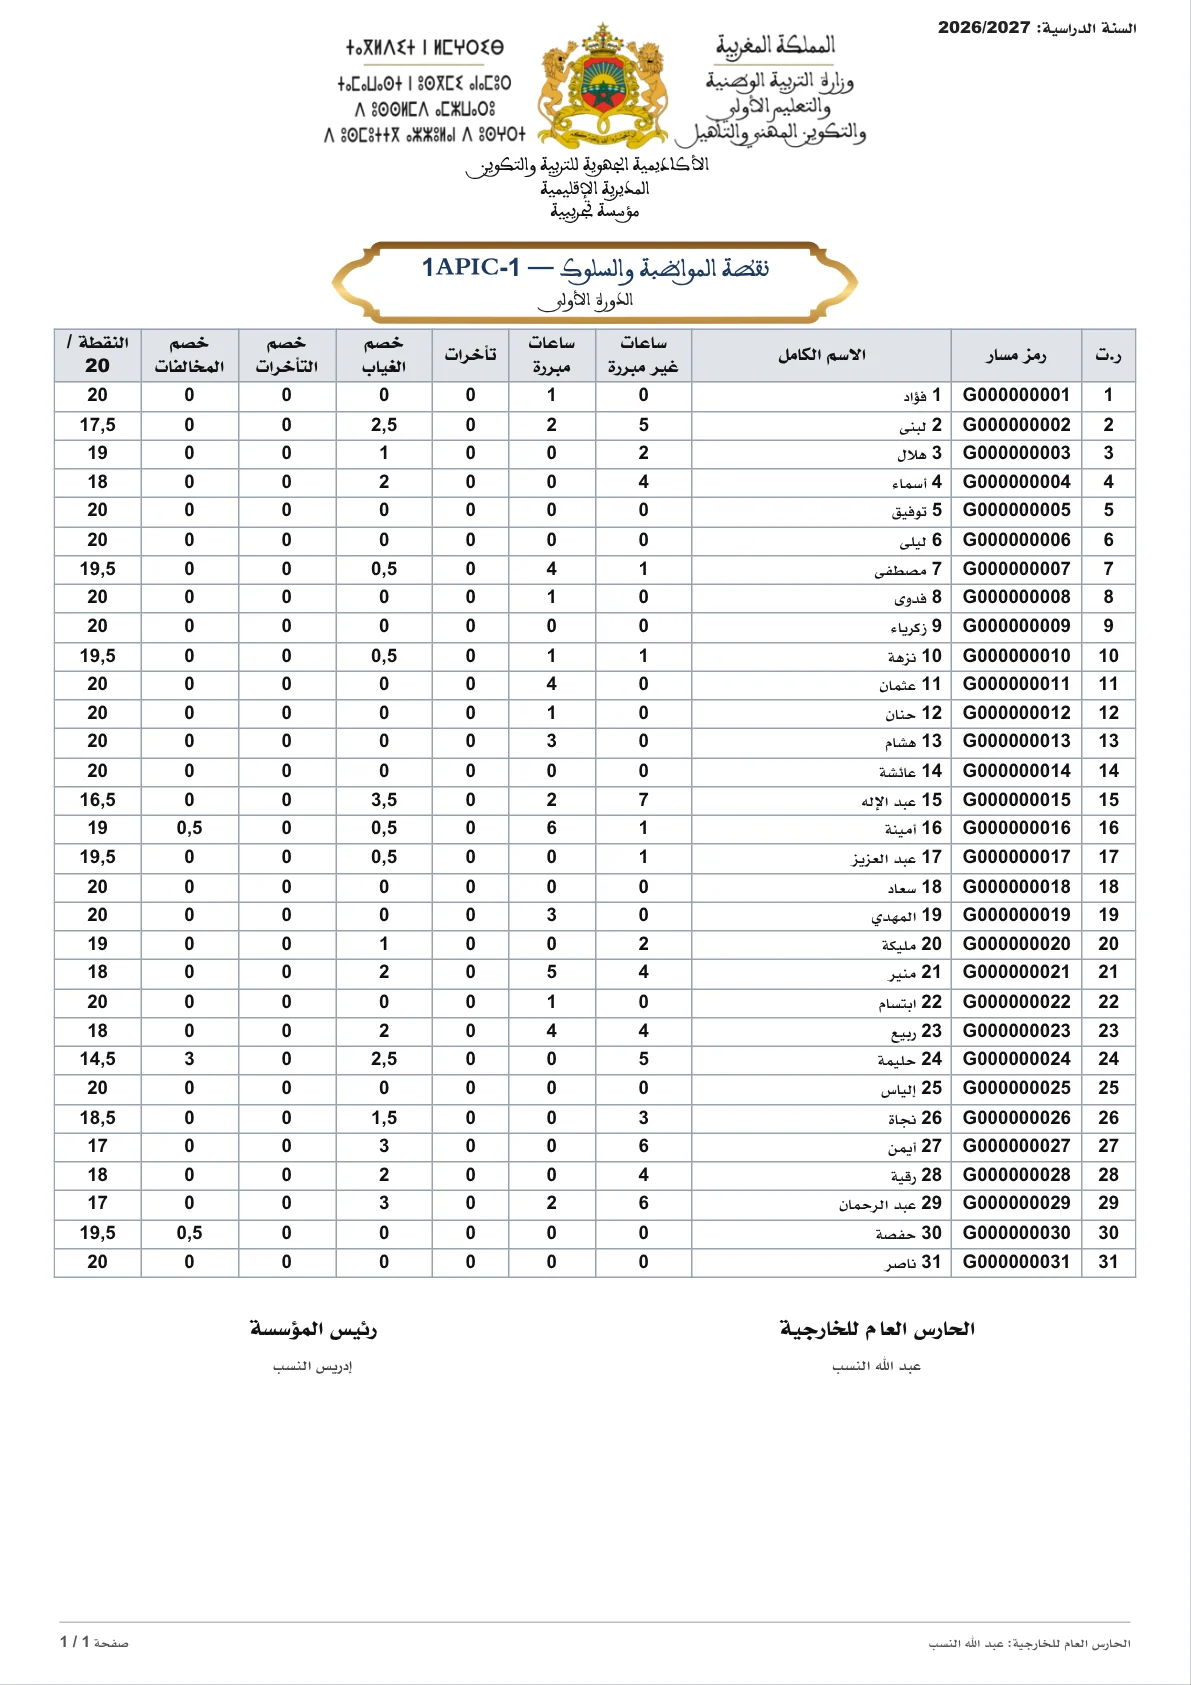 السنة الدراسية: 2026/2027
المملكة المغربية
وزارة التربية الوطنية
والتعليم الأولي
والتكوين المهني والتأهيل
ⵜⴰⴳⵍⴷⵉⵜ ⵏ ⵍⵎⵖⵔⵉⴱ
ⵜⴰⵎⴰⵡⴰⵙⵜ ⵏ ⵓⵙⴳⵎⵉ ⴰⵏⴰⵎⵓⵔ
ⴷ ⵓⵙⵙⵍⵎⴷ ⴰⵎⵣⵡⴰⵔⵓ
ⴷ ⵓⵙⵎⵓⵜⵜⴳ ⴰⵣⵣⵓⵍⴰⵏ ⴷ ⵓⵙⵖⵔⵜ
الأكاديمية الجهوية للتربية والتكوين
المديرية الإقليمية
مؤسسة تجريبية
نقطة المواظبة والسلوك — 1APIC-1
الدورة الأولى
ر.ت رمز مسار الاسم الكامل ساعات غير مبررة ساعات مبررة تأخرات خصم الغياب خصم التأخرات خصم المخالفات النقطة / 20
1 G000000001 1 فؤاد 0 1 0 0 0 0 20
2 G000000002 2 لبنى 5 2 0 2,5 0 0 17,5
3 G000000003 3 هلال 2 0 0 1 0 0 19
4 G000000004 4 أسماء 4 0 0 2 0 0 18
5 G000000005 5 توفيق 0 0 0 0 0 0 20
6 G000000006 6 ليلى 0 0 0 0 0 0 20
7 G000000007 7 مصطفى 1 4 0 0,5 0 0 19,5
8 G000000008 8 فدوى 0 1 0 0 0 0 20
9 G000000009 9 زكرياء 0 0 0 0 0 0 20
10 G000000010 10 نزهة 1 1 0 0,5 0 0 19,5
11 G000000011 11 عثمان 0 4 0 0 0 0 20
12 G000000012 12 حنان 0 1 0 0 0 0 20
13 G000000013 13 هشام 0 3 0 0 0 0 20
14 G000000014 14 عائشة 0 0 0 0 0 0 20
15 G000000015 15 عبد الإله 7 2 0 3,5 0 0 16,5
16 G000000016 16 أمينة 1 6 0 0,5 0 0,5 19
17 G000000017 17 عبد العزيز 1 0 0 0,5 0 0 19,5
18 G000000018 18 سعاد 0 0 0 0 0 0 20
19 G000000019 19 المهدي 0 3 0 0 0 0 20
20 G000000020 20 مليكة 2 0 0 1 0 0 19
21 G000000021 21 منير 4 5 0 2 0 0 18
22 G000000022 22 ابتسام 0 1 0 0 0 0 20
23 G000000023 23 ربيع 4 4 0 2 0 0 18
24 G000000024 24 حليمة 5 0 0 2,5 0 3 14,5
25 G000000025 25 إلياس 0 0 0 0 0 0 20
26 G000000026 26 نجاة 3 0 0 1,5 0 0 18,5
27 G000000027 27 أيمن 6 0 0 3 0 0 17
28 G000000028 28 رقية 4 0 0 2 0 0 18
29 G000000029 29 عبد الرحمان 6 2 0 3 0 0 17
30 G000000030 30 حفصة 0 0 0 0 0 0,5 19,5
31 G000000031 31 ناصر 0 0 0 0 0 0 20
الحارس العام للخارجية رئيس المؤسسة
عبد الله النسب إدريس النسب
الحارس العام للخارجية: عبد الله النسب صفحة 1 / 1